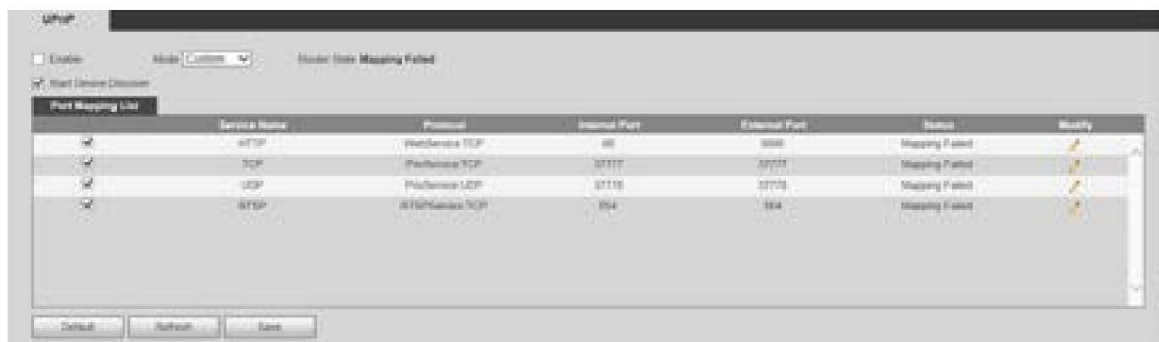 UPnP
Enable Mode Custom Router State Mapping Failed
Start Device Discover
Port Mapping List
Service Name Protocol Internal Port External Port Status Modify
HTTP WebService:TCP Mapping Failed
TCP PrivService:TCP 37777 37777 Mapping Failed
UDP PrivService:UDP 37778 37778 Mapping Failed
RTSP RTSPService:TCP 554 554 Mapping Failed
Default Refresh Save